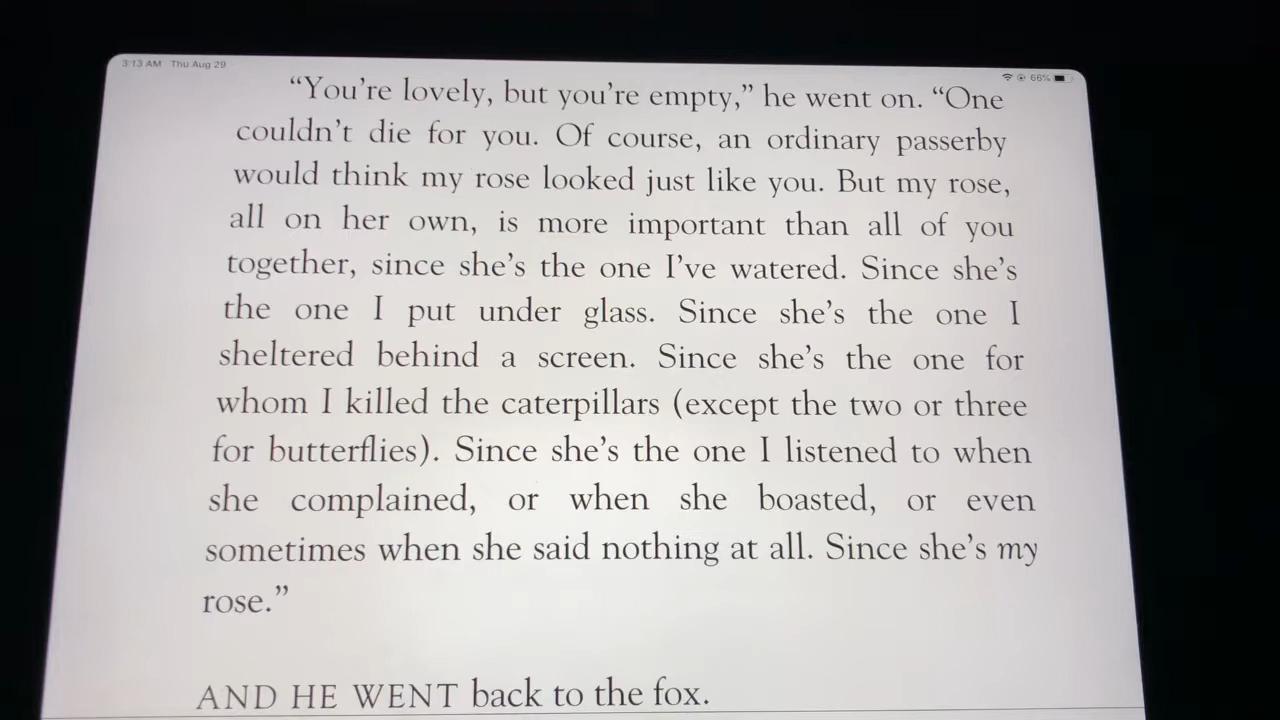 3:13 AM Thu Aug 29
66%
“You’re lovely, but you’re empty,” he went on. “One
couldn’t die for you. Of course, an ordinary passerby
would think my rose looked just like you. But my rose,
all on her own, is more important than all of you
together, since she’s the one I’ve watered. Since she’s
the one I put under glass. Since she’s the one I
sheltered behind a screen. Since she’s the one for
whom I killed the caterpillars (except the two or three
for butterflies). Since she’s the one I listened to when
she complained, or when she boasted, or even
sometimes when she said nothing at all. Since she’s my
rose.”
AND HE WENT back to the fox.